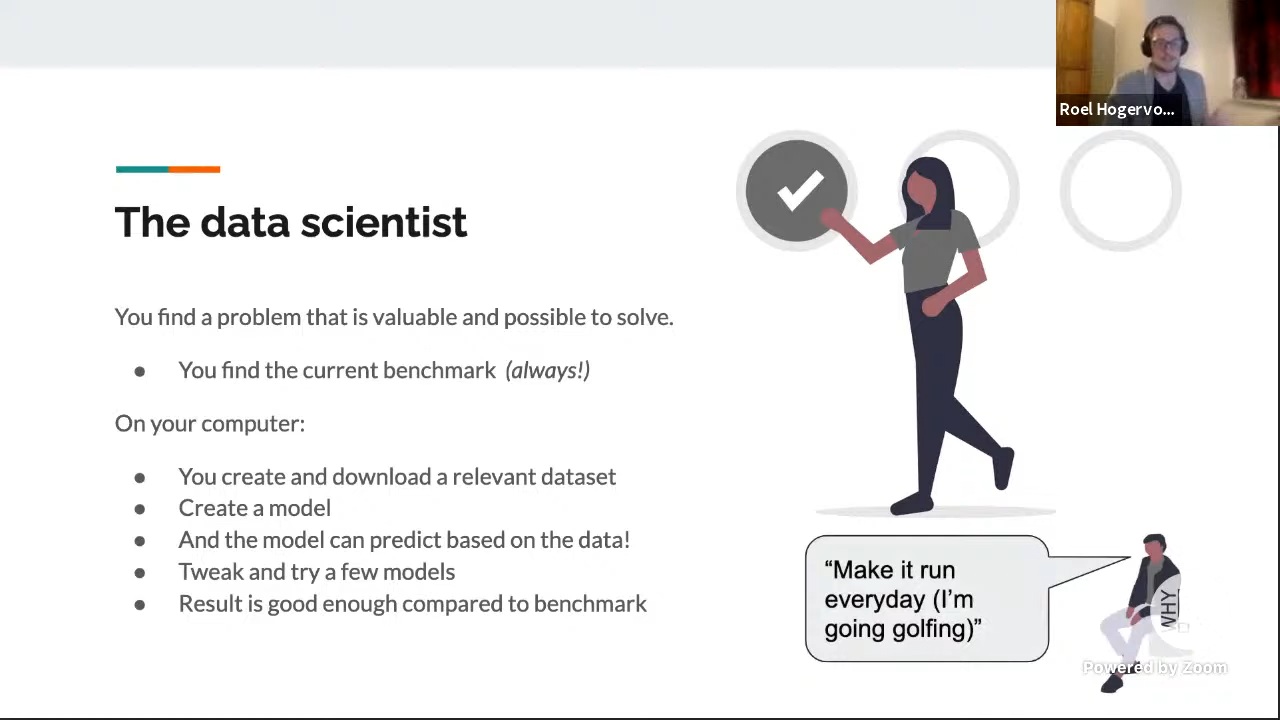 Roel Hogervo...
The data scientist
You find a problem that is valuable and possible to solve.
● You find the current benchmark (always!)
On your computer:
● You create and download a relevant dataset
● Create a model
● And the model can predict based on the data!
● Tweak and try a few models
● Result is good enough compared to benchmark
“Make it run
everyday (I’m
going golfing)”
WHY
Powered by Zoom